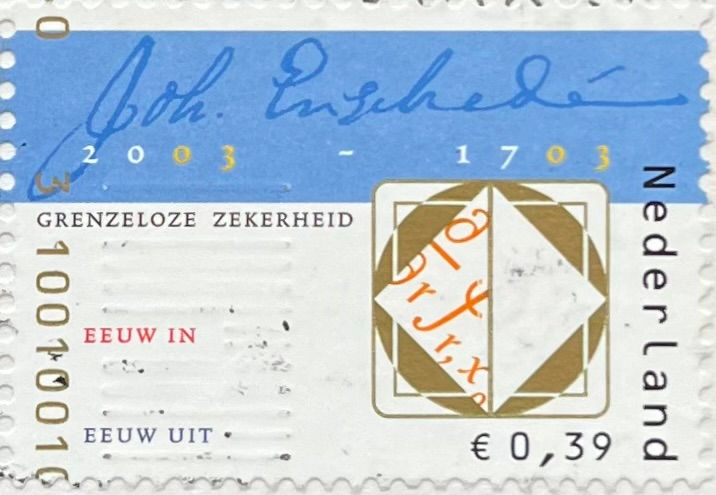 Joh. Enschedé
2003 - 1703
GRENZELOZE ZEKERHEID
EEUW IN
EEUW UIT
€ 0,39
Nederland